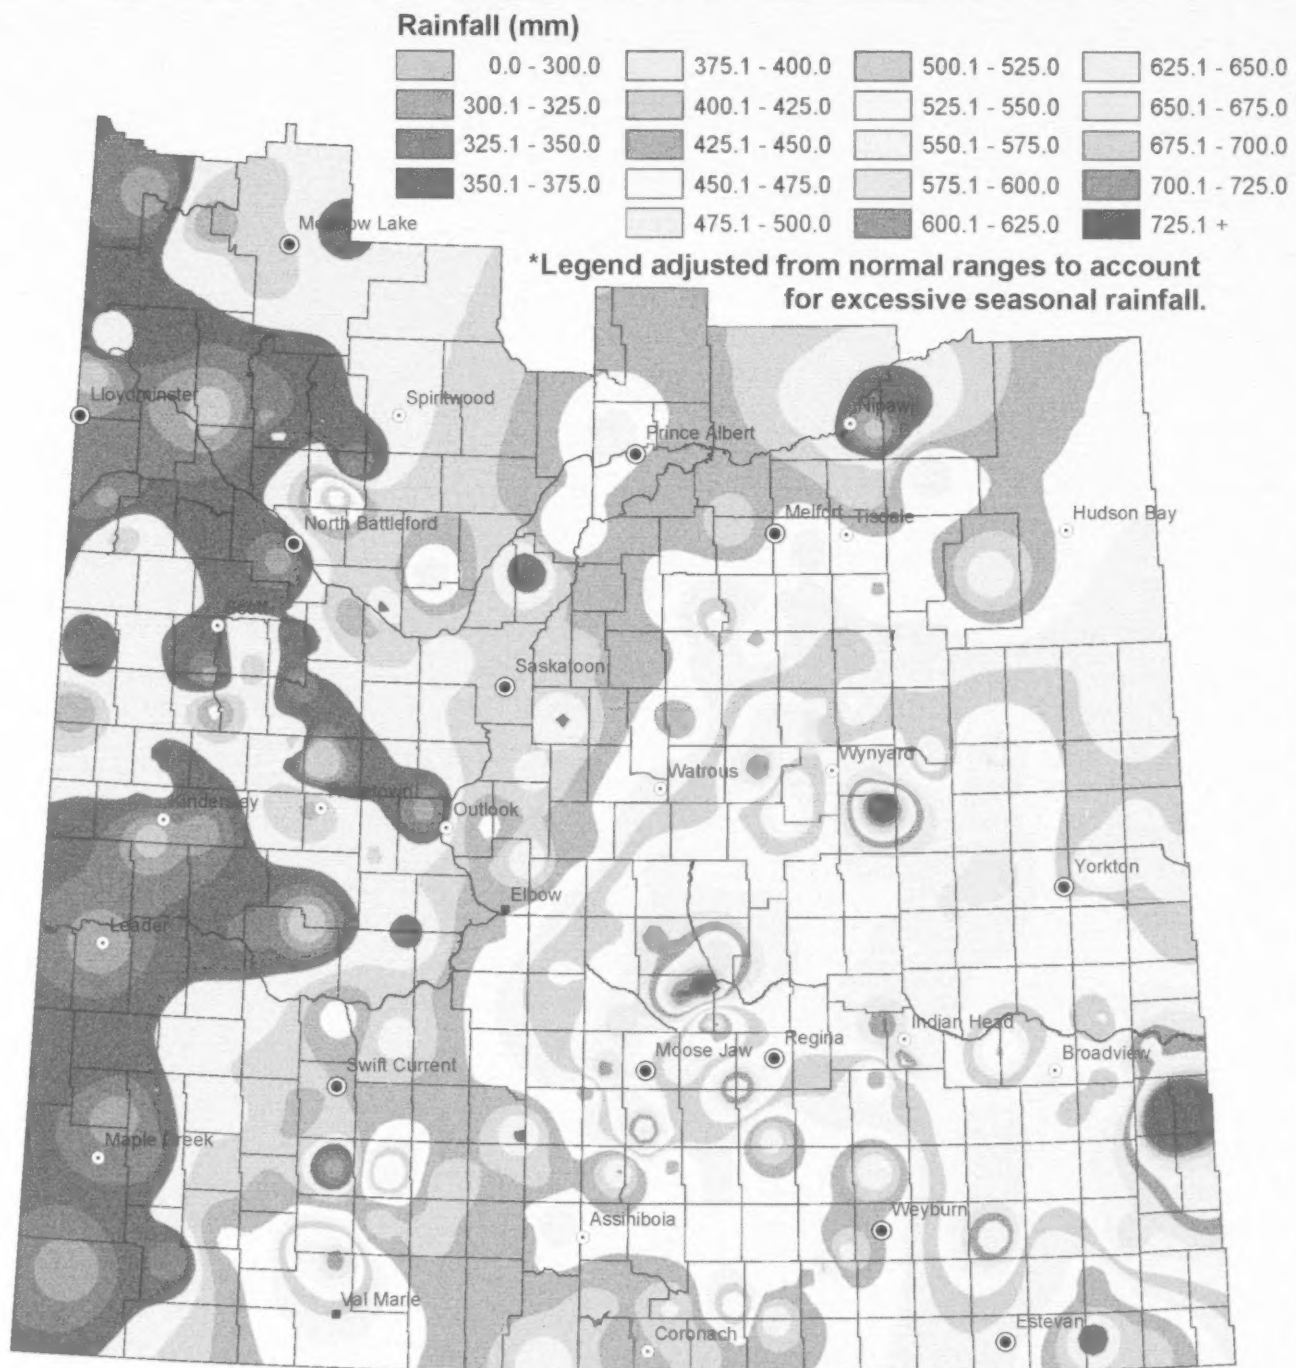 Rainfall (mm)
0.0 - 300.0 375.1 - 400.0 500.1 - 525.0 625.1 - 650.0
300.1 - 325.0 400.1 - 425.0 525.1 - 550.0 650.1 - 675.0
325.1 - 350.0 425.1 - 450.0 550.1 - 575.0 675.1 - 700.0
350.1 - 375.0 450.1 - 475.0 575.1 - 600.0 700.1 - 725.0
475.1 - 500.0 600.1 - 625.0 725.1 +
Meadow Lake
*Legend adjusted from normal ranges to account
for excessive seasonal rainfall.
Lloydminster
Spiritwood
Nipawin
Prince Albert
North Battleford
Melfort
Tisdale
Hudson Bay
Scott
Saskatoon
Wynyard
Watrous
Kindersley
Rosetown
Outlook
Yorkton
Elbow
Leader
Indian Head
Regina
Moose Jaw
Broadview
Swift Current
Maple Creek
Assiniboia
Weyburn
Val Marie
Estevan
Coronach